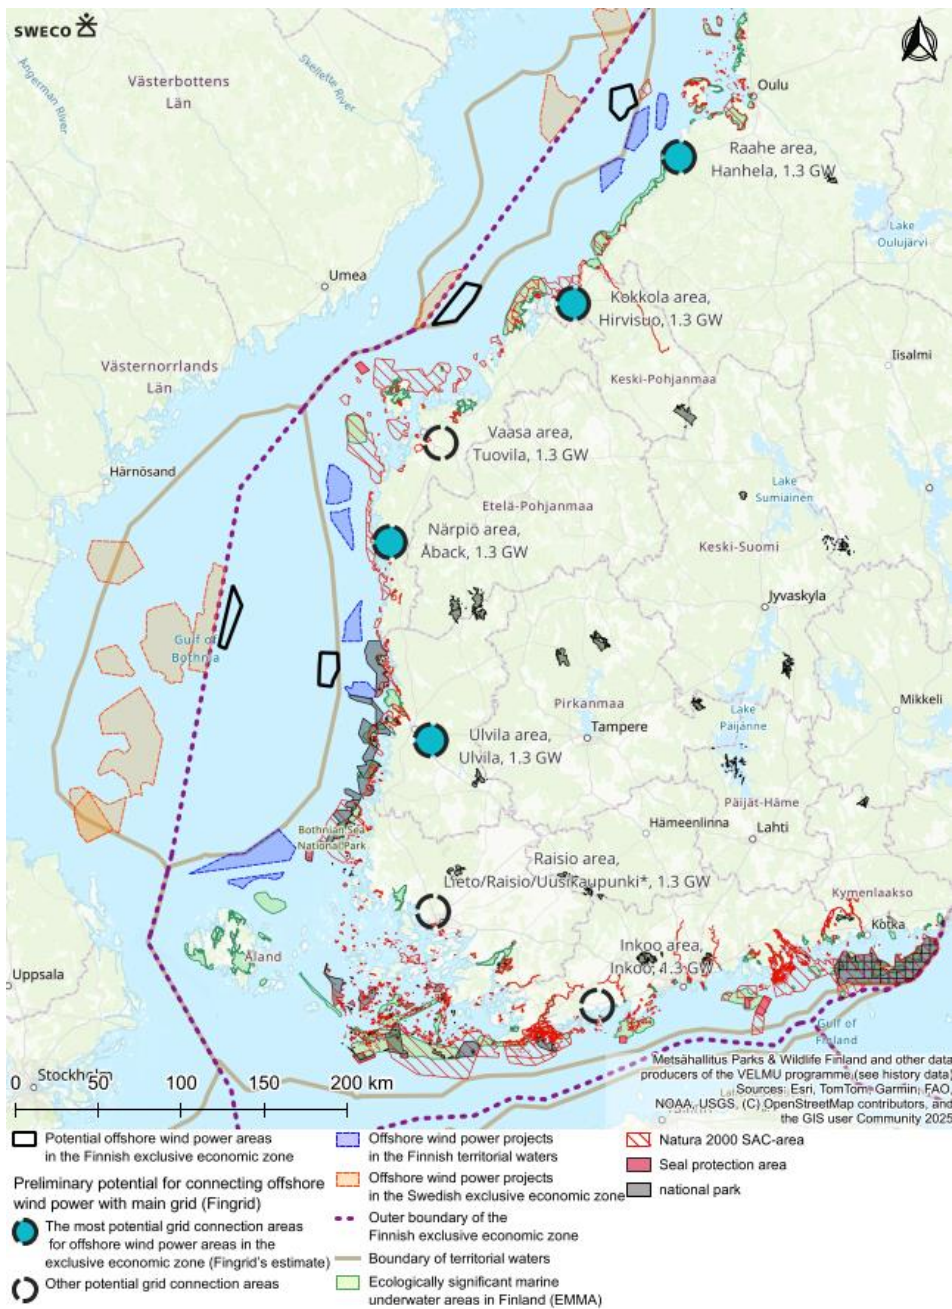 SWECO
Ångerman River
Västerbottens
Län
Skellefte River
Oulu
Raahe area,
Hanhela, 1.3 GW
Lake
Oulujärvi
Umea
Kokkola area,
Hirvisuo, 1.3 GW
Västernorrlands
Län
Iisalmi
Keski-Pohjanmaa
Vaasa area,
Tuovila, 1.3 GW
Härnösand
Lake
Sumiainen
Etelä-Pohjanmaa
Närpiö area,
Åback, 1.3 GW
Keski-Suomi
Jyvaskyla
Gulf of
Bothnia
Pirkanmaa
Mikkeli
Lake
Päijänne
Ulvila area,
Ulvila, 1.3 GW
Tampere
Päijät-Häme
Bothnian Sea
National Park
Hämeenlinna
Lahti
Raisio area,
Lieto/Raisio/Uusikaupunki*, 1.3 GW
Kymenlaakso
Kotka
Inkoo area,
Inkoo, 1.3 GW
Åland
Uppsala
Gulf of
Finland
Stockholm
0 50 100 150 200 km
Metsähallitus Parks & Wildlife Finland and other data
producers of the VELMU programme (see history data)
Sources: Esri, TomTom, Garmin, FAO,
NOAA, USGS, (C) OpenStreetMap contributors, and
the GIS user Community 2025
Potential offshore wind power areas
in the Finnish exclusive economic zone
Preliminary potential for connecting offshore
wind power with main grid (Fingrid)
The most potential grid connection areas
for offshore wind power areas in the
exclusive economic zone (Fingrid's estimate)
Other potential grid connection areas
Offshore wind power projects
in the Finnish territorial waters
Offshore wind power projects
in the Swedish exclusive economic zone
Outer boundary of the
Finnish exclusive economic zone
Boundary of territorial waters
Ecologically significant marine
underwater areas in Finland (EMMA)
Natura 2000 SAC-area
Seal protection area
national park